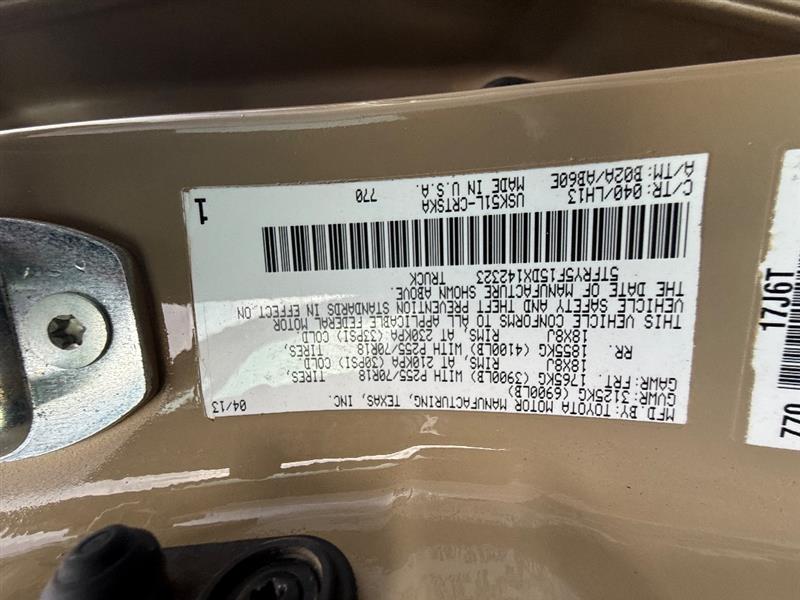 MFD. BY: TOYOTA MOTOR MANUFACTURING, TEXAS, INC. 04/13
GVWR: 3125KG (6900LB)
GAWR: FRT. 1765KG (3900LB) WITH P255/70R18 TIRES,
18X8J RIMS AT 210KPA (30PSI) COLD
RR. 1855KG (4100LB) WITH P255/70R18 TIRES,
18X8J RIMS AT 230KPA (33PSI) COLD
THIS VEHICLE CONFORMS TO ALL APPLICABLE FEDERAL MOTOR
VEHICLE SAFETY AND THEFT PREVENTION STANDARDS IN EFFECT ON
THE DATE OF MANUFACTURE SHOWN ABOVE.
5TFRY5F15DX142323 TRUCK
C/TR: 040/LH13 USK51L-CRTSKA 770 1
A/TM: B02A/AB60E MADE IN U.S.A.
770
17J6T